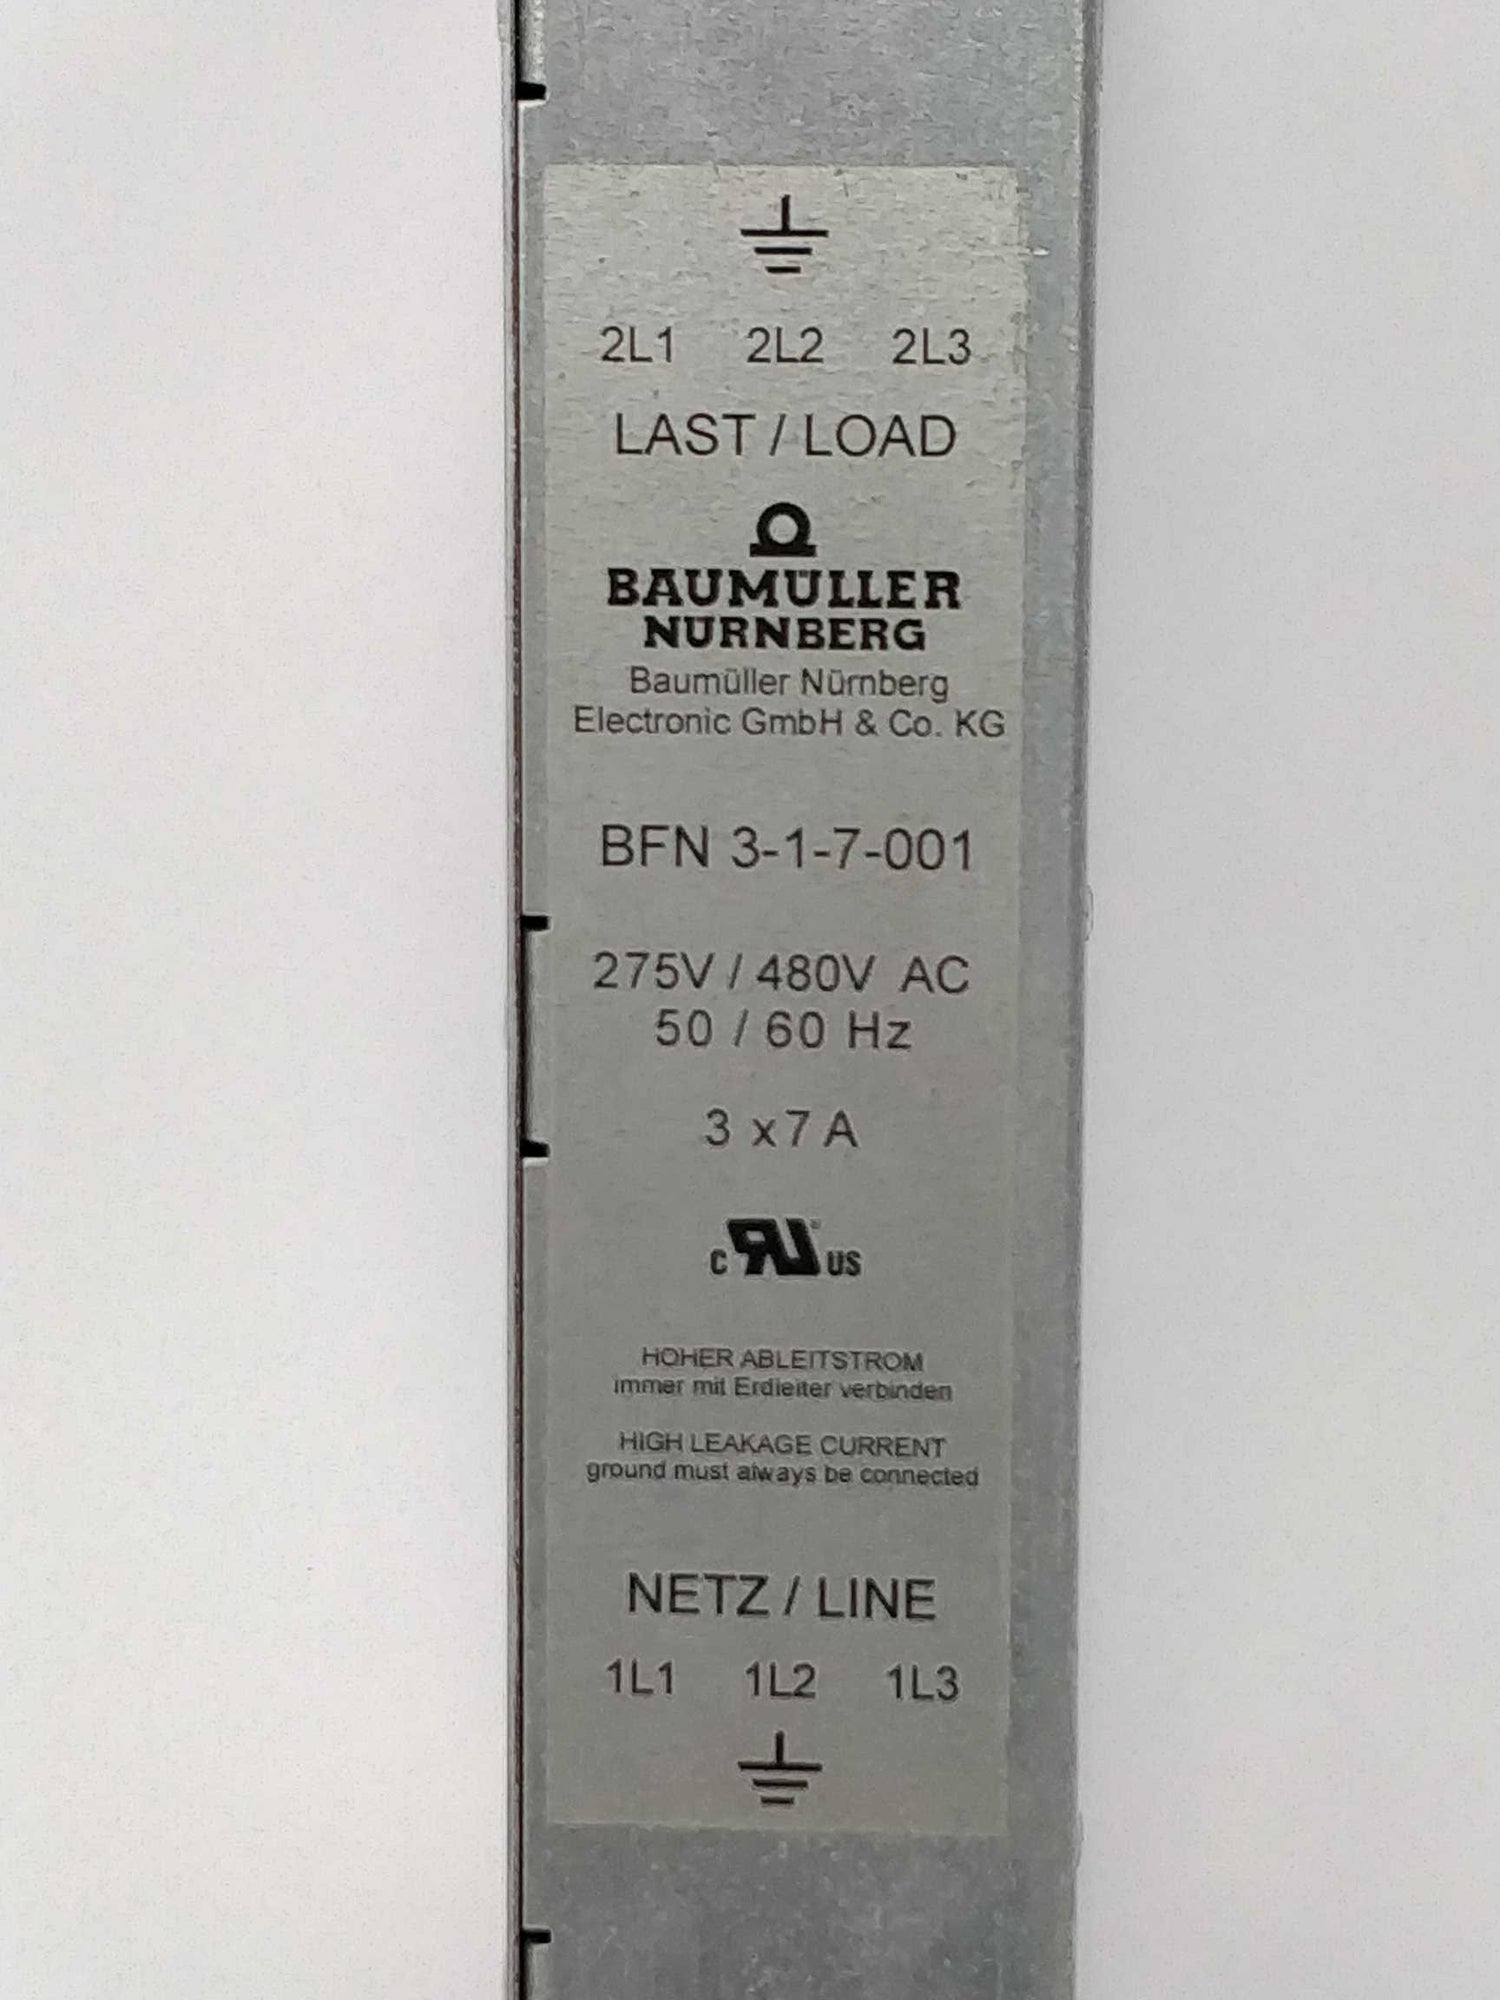 2L1 2L2 2L3
LAST / LOAD
BAUMÜLLER
NÜRNBERG
Baumüller Nürnberg
Electronic GmbH & Co. KG
BFN 3-1-7-001
275V / 480V AC
50 / 60 Hz
3 x 7 A
c RU ® US
HOHER ABLEITSTROM
immer mit Erdleiter verbinden
HIGH LEAKAGE CURRENT
ground must always be connected
NETZ / LINE
1L1 1L2 1L3